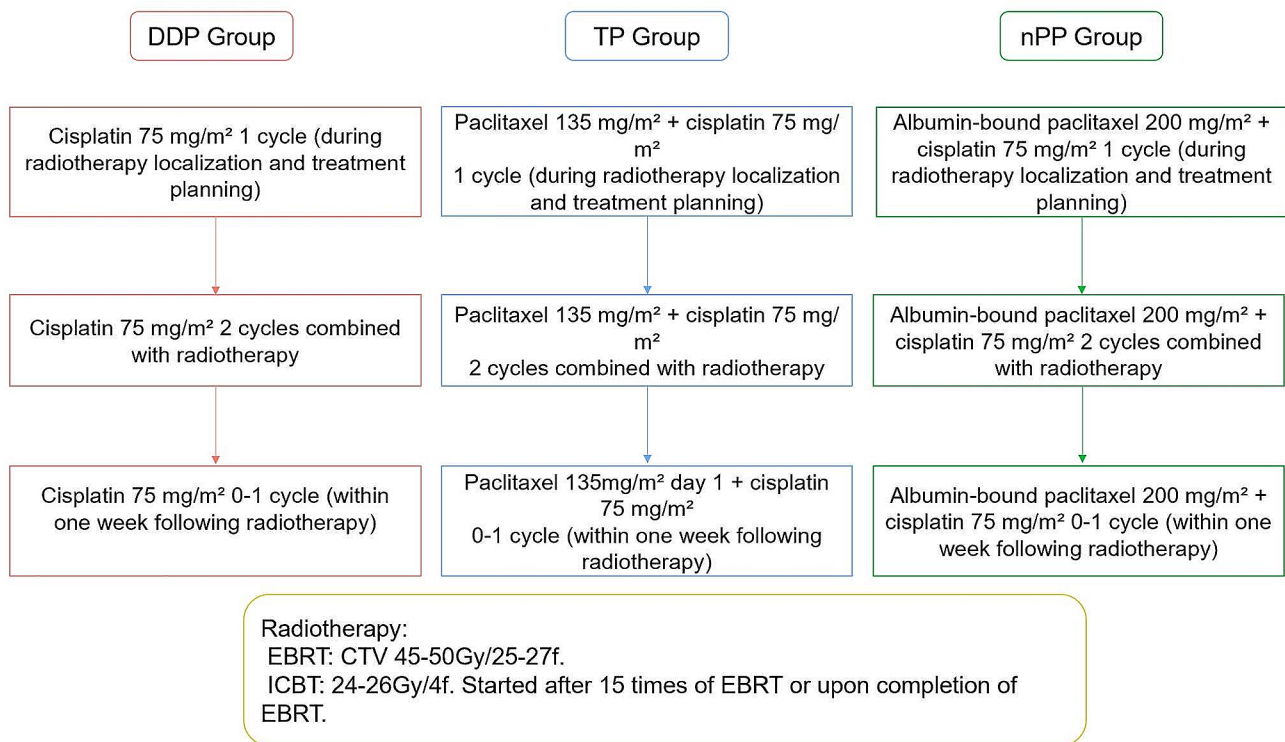 DDP Group
TP Group
nPP Group
Cisplatin 75 mg/m² 1 cycle (during
radiotherapy localization and treatment
planning)
Paclitaxel 135 mg/m² + cisplatin 75 mg/
m²
1 cycle (during radiotherapy localization
and treatment planning)
Albumin-bound paclitaxel 200 mg/m² +
cisplatin 75 mg/m² 1 cycle (during
radiotherapy localization and treatment
planning)
Cisplatin 75 mg/m² 2 cycles combined
with radiotherapy
Paclitaxel 135 mg/m² + cisplatin 75 mg/
m²
2 cycles combined with radiotherapy
Albumin-bound paclitaxel 200 mg/m² +
cisplatin 75 mg/m² 2 cycles combined
with radiotherapy
Cisplatin 75 mg/m² 0-1 cycle (within
one week following radiotherapy)
Paclitaxel 135mg/m² day 1 + cisplatin
75 mg/m²
0-1 cycle (within one week following
radiotherapy)
Albumin-bound paclitaxel 200 mg/m² +
cisplatin 75 mg/m² 0-1 cycle (within one
week following radiotherapy)
Radiotherapy:
EBRT: CTV 45-50Gy/25-27f.
ICBT: 24-26Gy/4f. Started after 15 times of EBRT or upon completion of
EBRT.